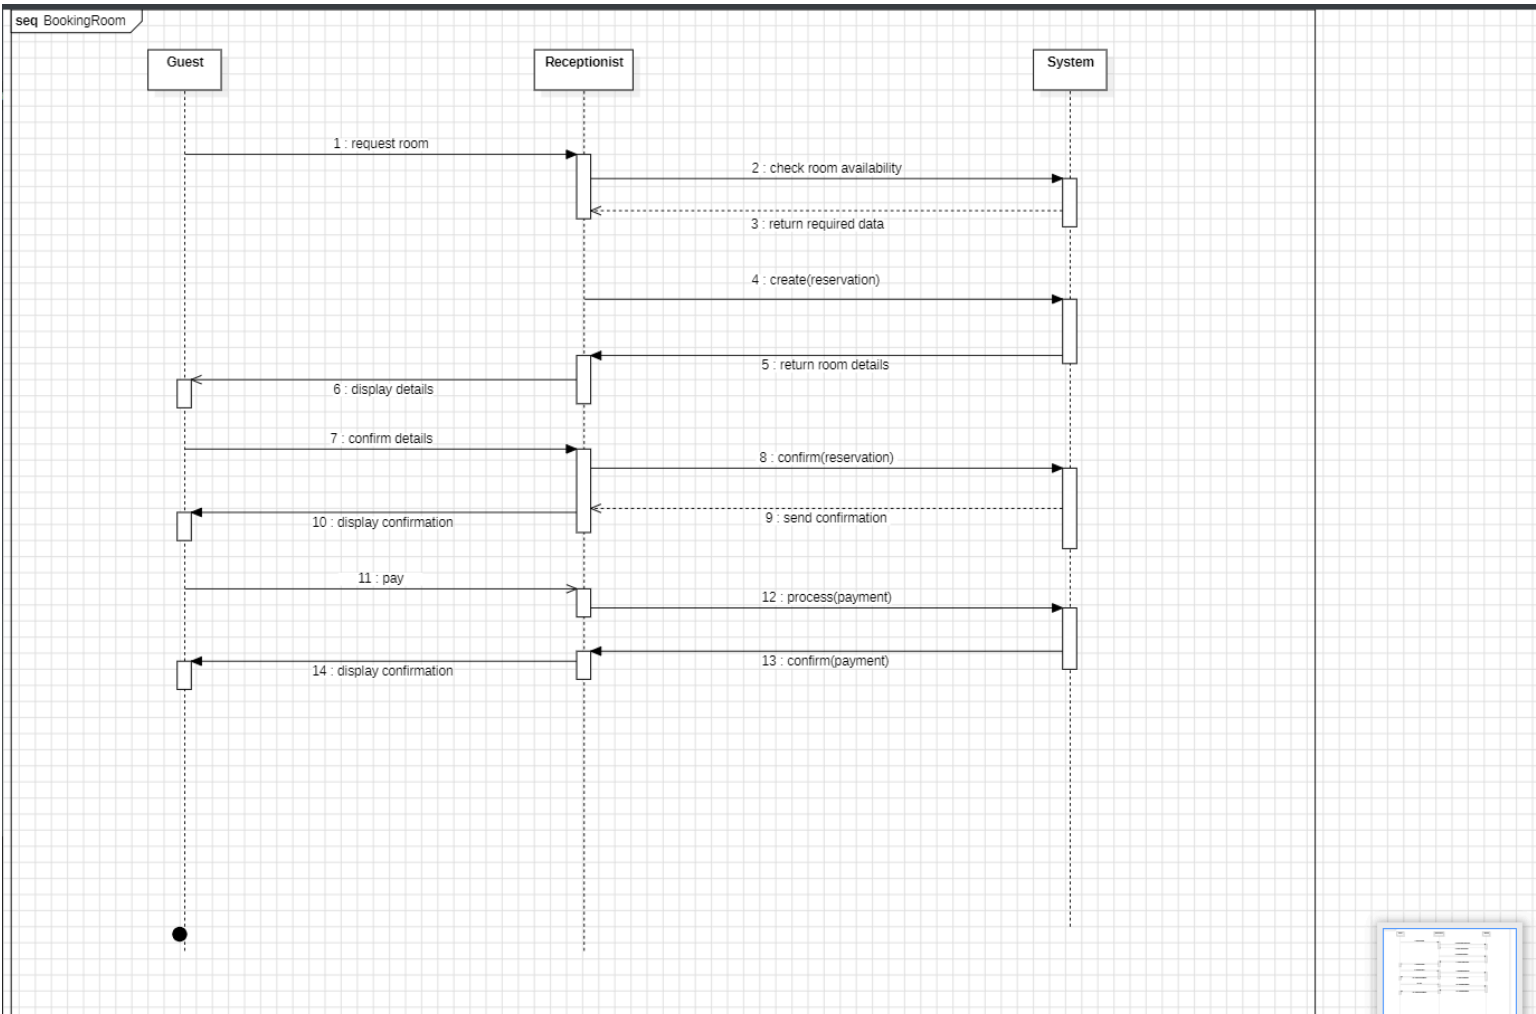 seq BookingRoom
Guest
Receptionist
System
1 : request room
2 : check room availability
3 : return required data
4 : create(reservation)
5 : return room details
6 : display details
7 : confirm details
8 : confirm(reservation)
9 : send confirmation
10 : display confirmation
11 : pay
12 : process(payment)
13 : confirm(payment)
14 : display confirmation